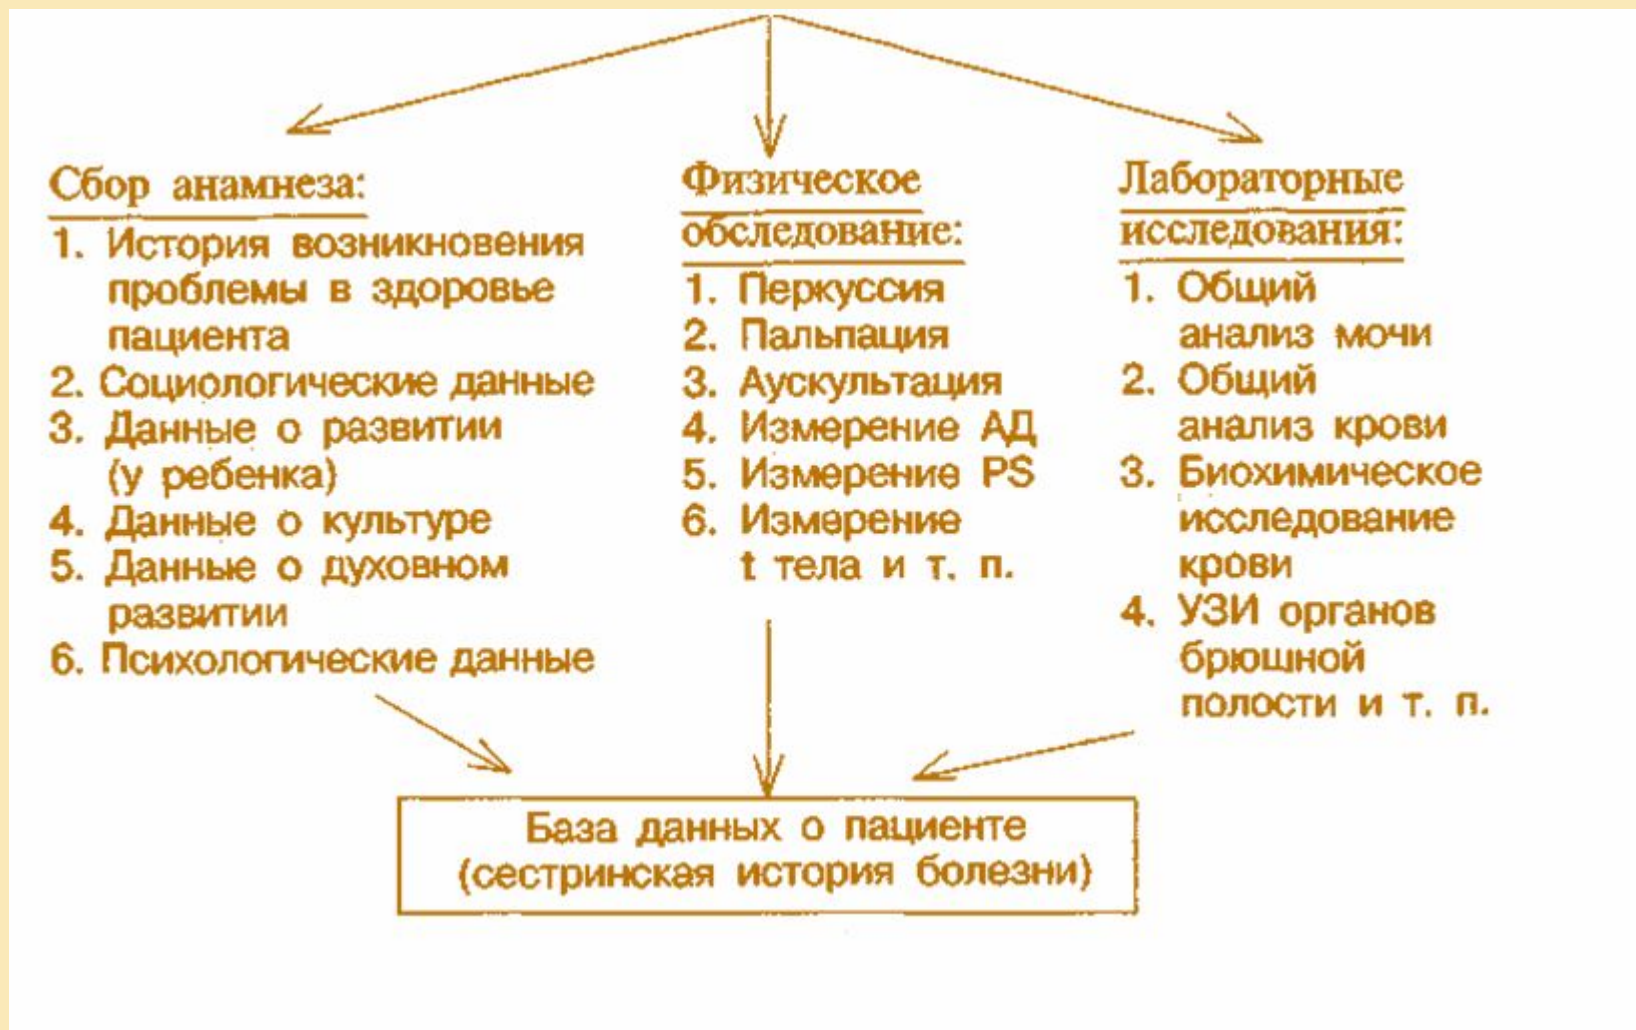 Сбор анамнеза:
1. История возникновения
проблемы в здоровье
пациента
2. Социологические данные
3. Данные о развитии
(у ребенка)
4. Данные о культуре
5. Данные о духовном
развитии
6. Психологические данные
Физическое
обследование:
1. Перкуссия
2. Пальпация
3. Аускультация
4. Измерение АД
5. Измерение PS
6. Измерение
t тела и т. п.
Лабораторные
исследования:
1. Общий
анализ мочи
2. Общий
анализ крови
3. Биохимическое
исследование
крови
4. УЗИ органов
брюшной
полости и т. п.
База данных о пациенте
(сестринская история болезни)